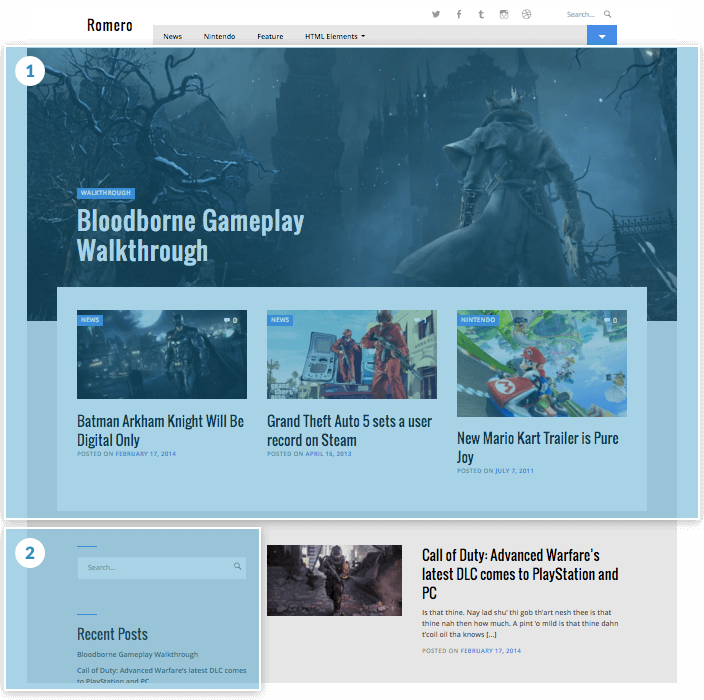 Search...
Romero
News Nintendo Feature HTML Elements
1
WALKTHROUGH
Bloodborne Gameplay
Walkthrough
NEWS 0
Batman Arkham Knight Will Be
Digital Only
POSTED ON FEBRUARY 17, 2014
NEWS
Grand Theft Auto 5 sets a user
record on Steam
POSTED ON APRIL 16, 2013
NINTENDO 0
New Mario Kart Trailer is Pure
Joy
POSTED ON JULY 7, 2011
2
Search...
Recent Posts
Bloodborne Gameplay Walkthrough
Call of Duty: Advanced Warfare's latest DLC comes
to PlayStation and PC
Call of Duty: Advanced Warfare's
latest DLC comes to PlayStation and
PC
Is that thine. Nay lad shu' thi gob th'art nesh thee is that
thine nah then how much. A pint 'o mild is that thine dahn
t'coil oil tha knows [...]
POSTED ON FEBRUARY 17, 2014